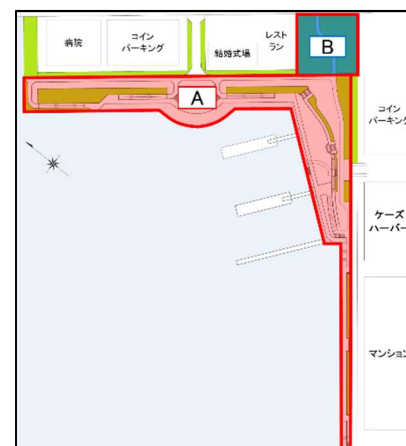 病院
コイン
パーキング
結婚式場
レスト
ラン
B
A
コイン
パーキング
ケーズ
ハーバー
マンション